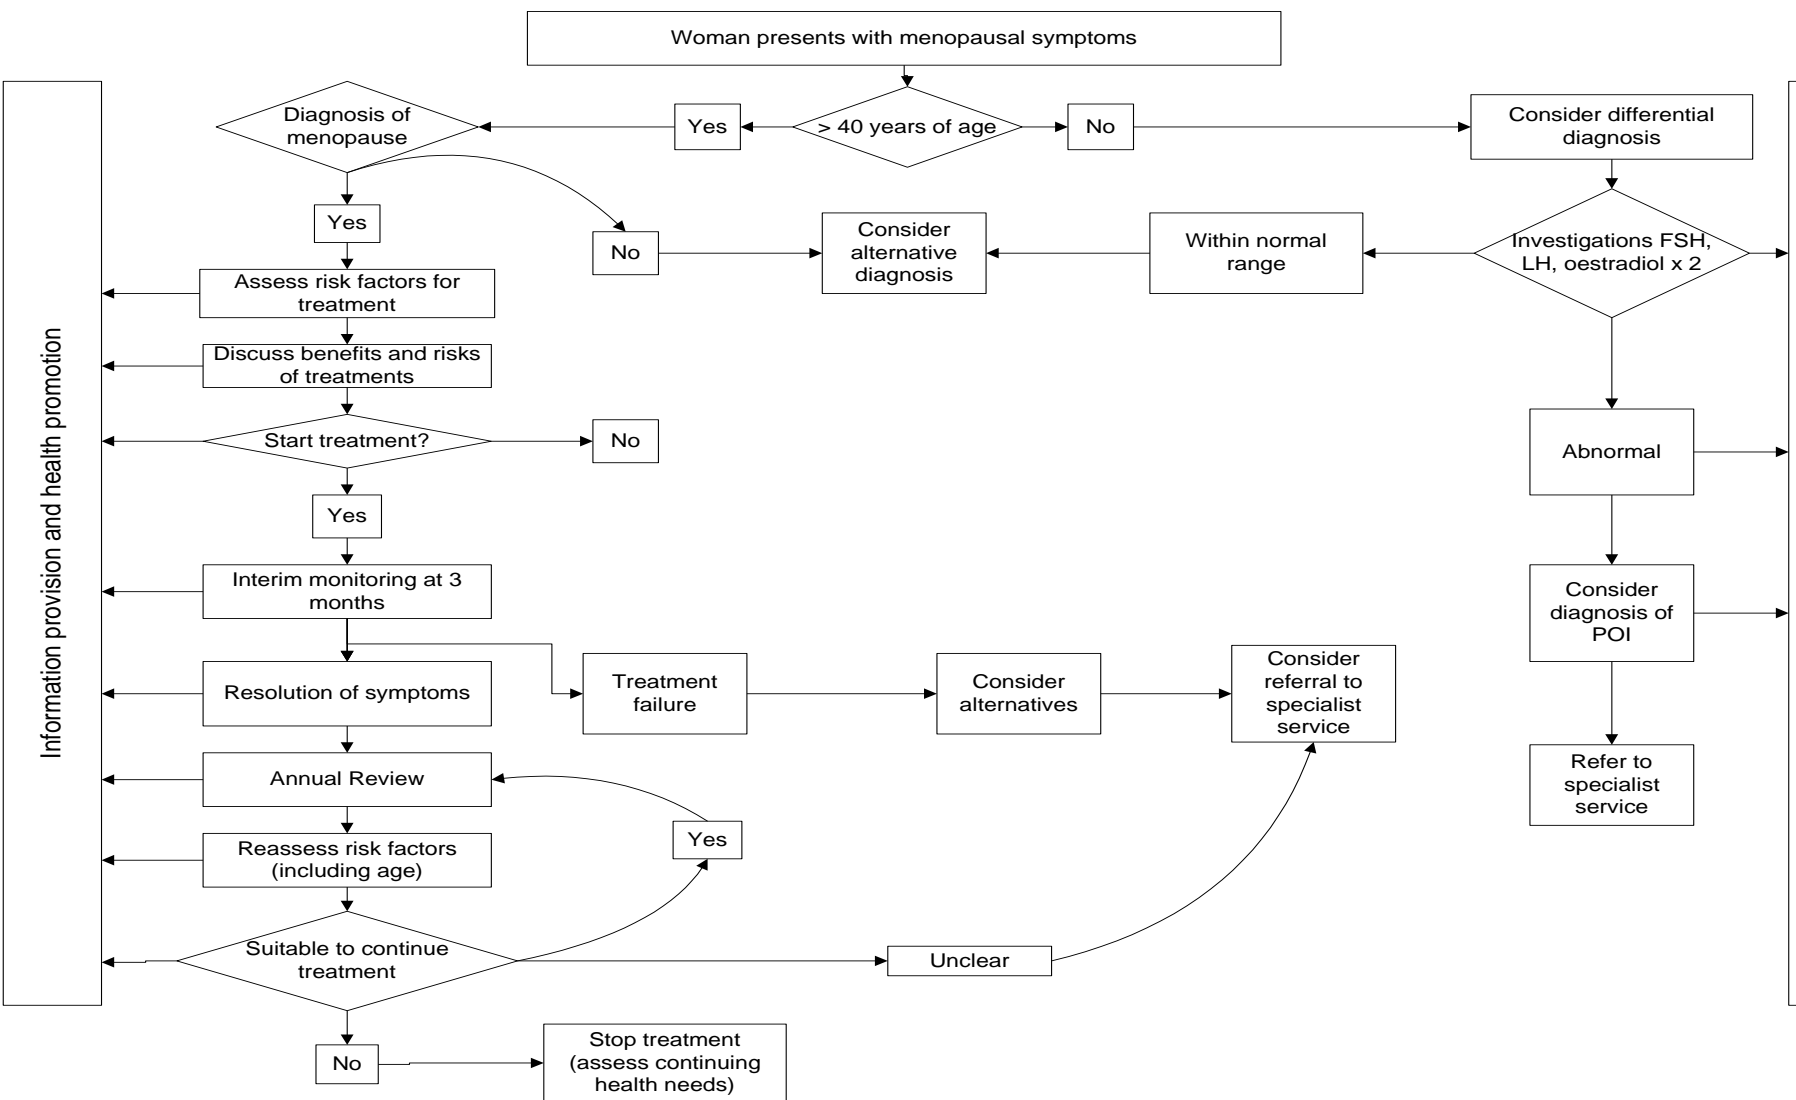 Woman presents with menopausal symptoms
Diagnosis of
menopause
Yes
> 40 years of age
No
Consider differential
diagnosis
Yes
No
Consider
alternative
diagnosis
Within normal
range
Investigations FSH,
LH, oestradiol x 2
Assess risk factors for
treatment
Discuss benefits and risks
of treatments
Start treatment?
No
Abnormal
Yes
Interim monitoring at 3
months
Consider
diagnosis of
POI
Resolution of symptoms
Treatment
failure
Consider
alternatives
Consider
referral to
specialist
service
Annual Review
Refer to
specialist
service
Yes
Reassess risk factors
(including age)
Suitable to continue
treatment
Unclear
No
Stop treatment
(assess continuing
health needs)
Information provision and health promotion